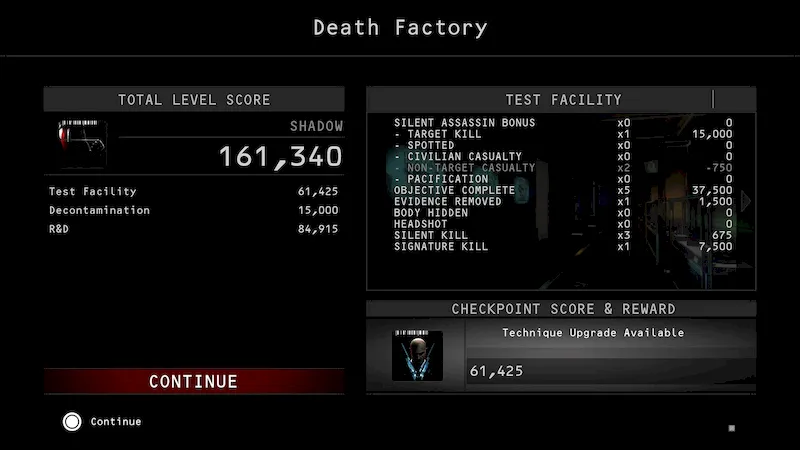 Death Factory
TOTAL LEVEL SCORE
SHADOW
161,340
Test Facility 61,425
Decontamination 15,000
R&D 84,915
CONTINUE
Continue
TEST FACILITY
SILENT ASSASSIN BONUS x0 0
- TARGET KILL x1 15,000
- SPOTTED x0 0
- CIVILIAN CASUALTY x0 0
- NON-TARGET CASUALTY x2 -750
- PACIFICATION x0 0
OBJECTIVE COMPLETE x5 37,500
EVIDENCE REMOVED x1 1,500
BODY HIDDEN x0 0
HEADSHOT x0 0
SILENT KILL x3 675
SIGNATURE KILL x1 7,500
CHECKPOINT SCORE & REWARD
Technique Upgrade Available
61,425